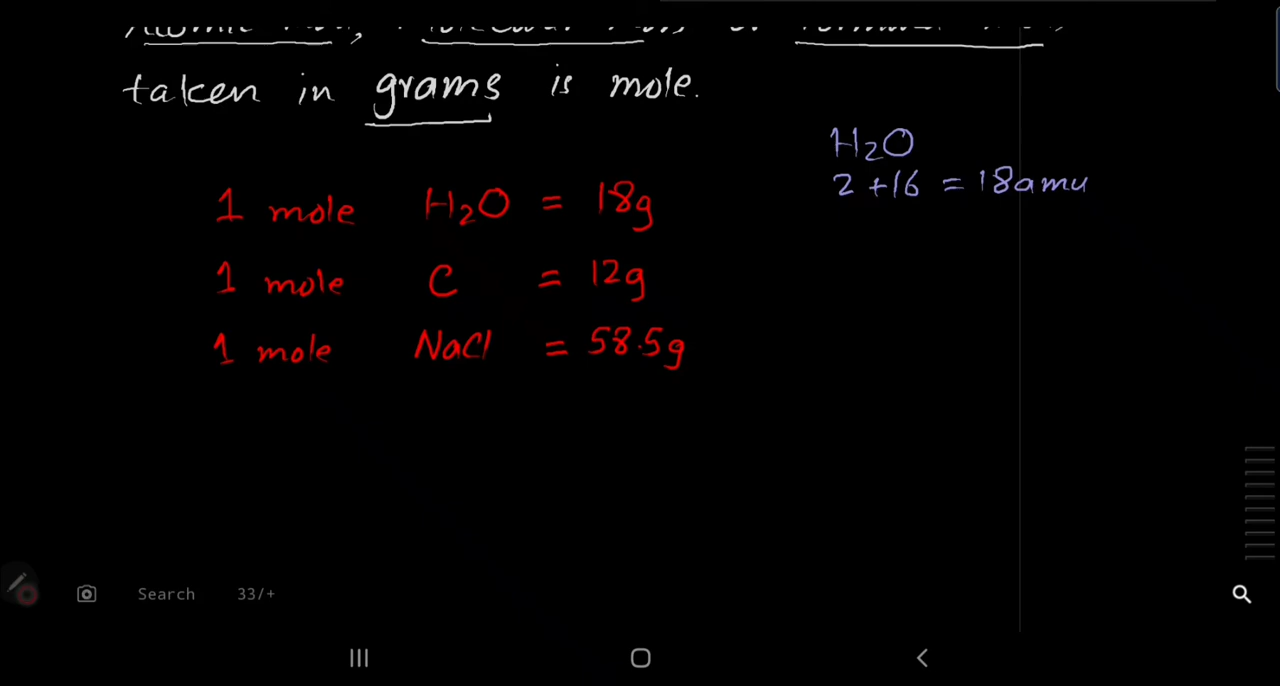 taken in grams is mole.
H₂O
2 + 16 = 18amu
1 mole H₂O = 18g
1 mole C = 12g
1 mole NaCl = 58.5g
Search 33/+